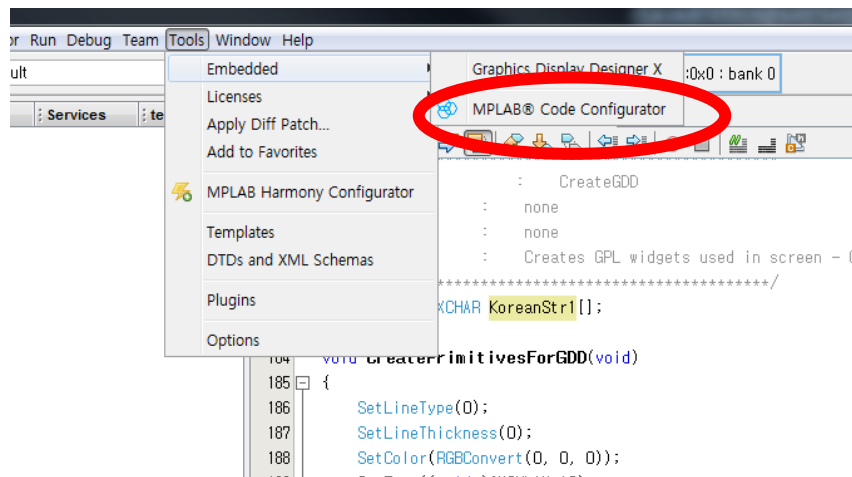 Run Debug Team Tools Window Help
Embedded
Graphics Display Designer X
:0x0 : bank 0
Licenses
MPLAB® Code Configurator
Services
Apply Diff Patch...
Add to Favorites
MPLAB Harmony Configurator
: CreateGDD
: none
Templates
: none
DTDs and XML Schemas
: Creates GPL widgets used in screen -
**************************************/
Plugins
XCHAR KoreanStr1[];
Options
184 void CreatePrimitivesForGDD(void)
185 {
186 SetLineType(0);
187 SetLineThickness(0);
188 SetColor(RGBConvert(0, 0, 0));